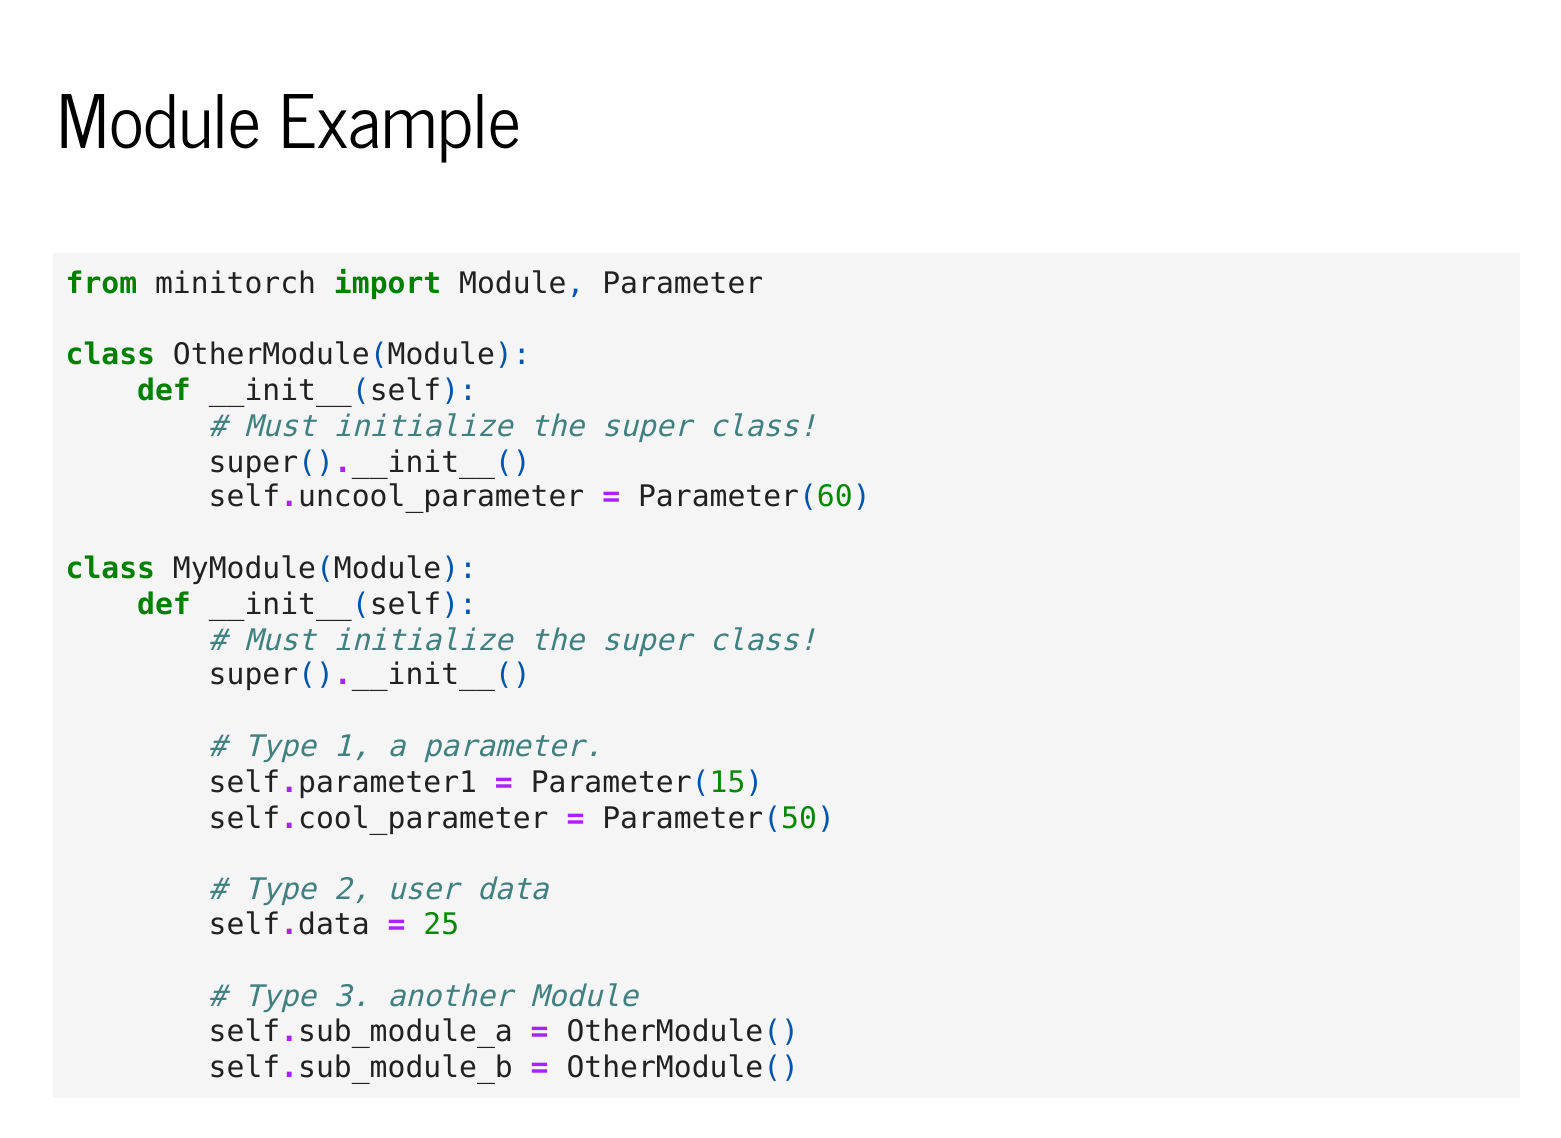 Module Example
from minitorch import Module, Parameter
class OtherModule(Module):
    def __init__(self):
        # Must initialize the super class!
        super().__init__()
        self.uncool_parameter = Parameter(60)
class MyModule(Module):
    def __init__(self):
        # Must initialize the super class!
        super().__init__()
        # Type 1, a parameter.
        self.parameter1 = Parameter(15)
        self.cool_parameter = Parameter(50)
        # Type 2, user data
        self.data = 25
        # Type 3. another Module
        self.sub_module_a = OtherModule()
        self.sub_module_b = OtherModule()